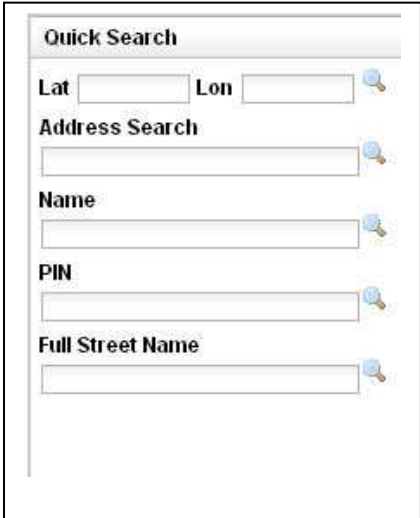 Quick Search
Lat Lon
Address Search
Name
PIN
Full Street Name